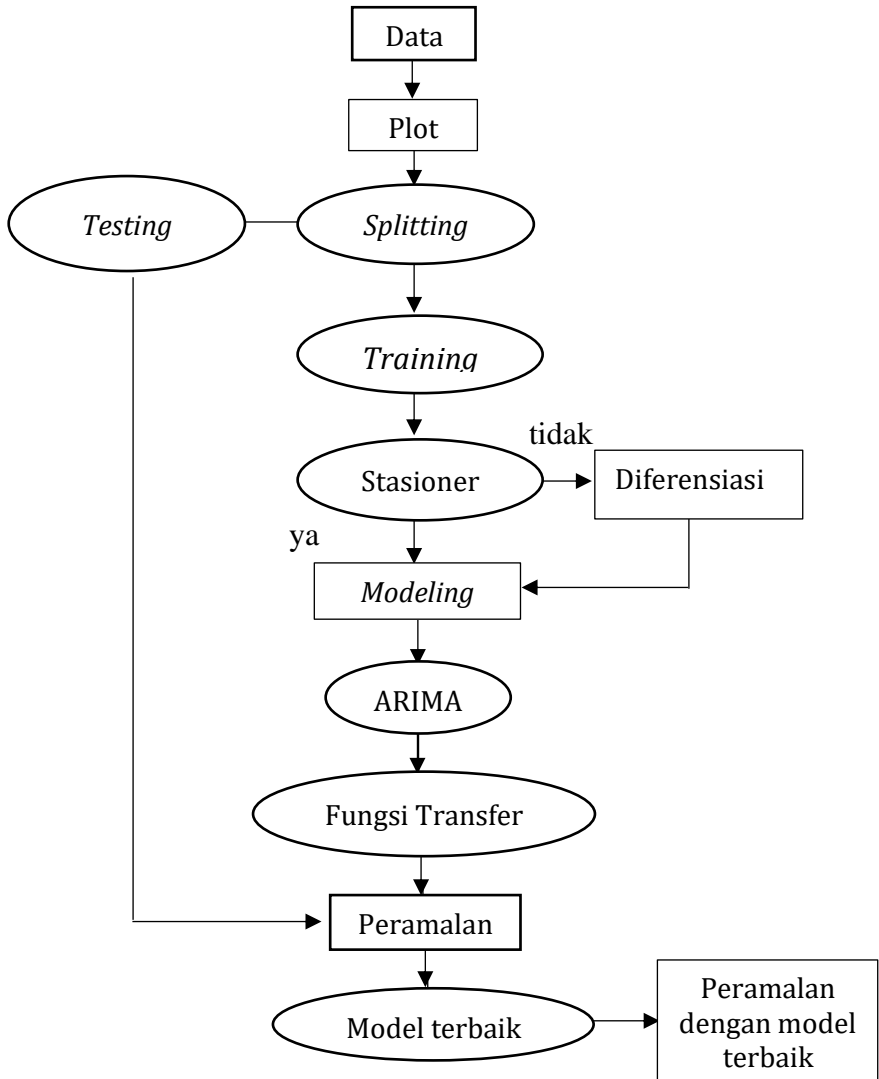 Data
Plot
Testing
Splitting
Training
tidak
Stasioner
Diferensiasi
ya
Modeling
ARIMA
Fungsi Transfer
Peramalan
Model terbaik
Peramalan
dengan model
terbaik